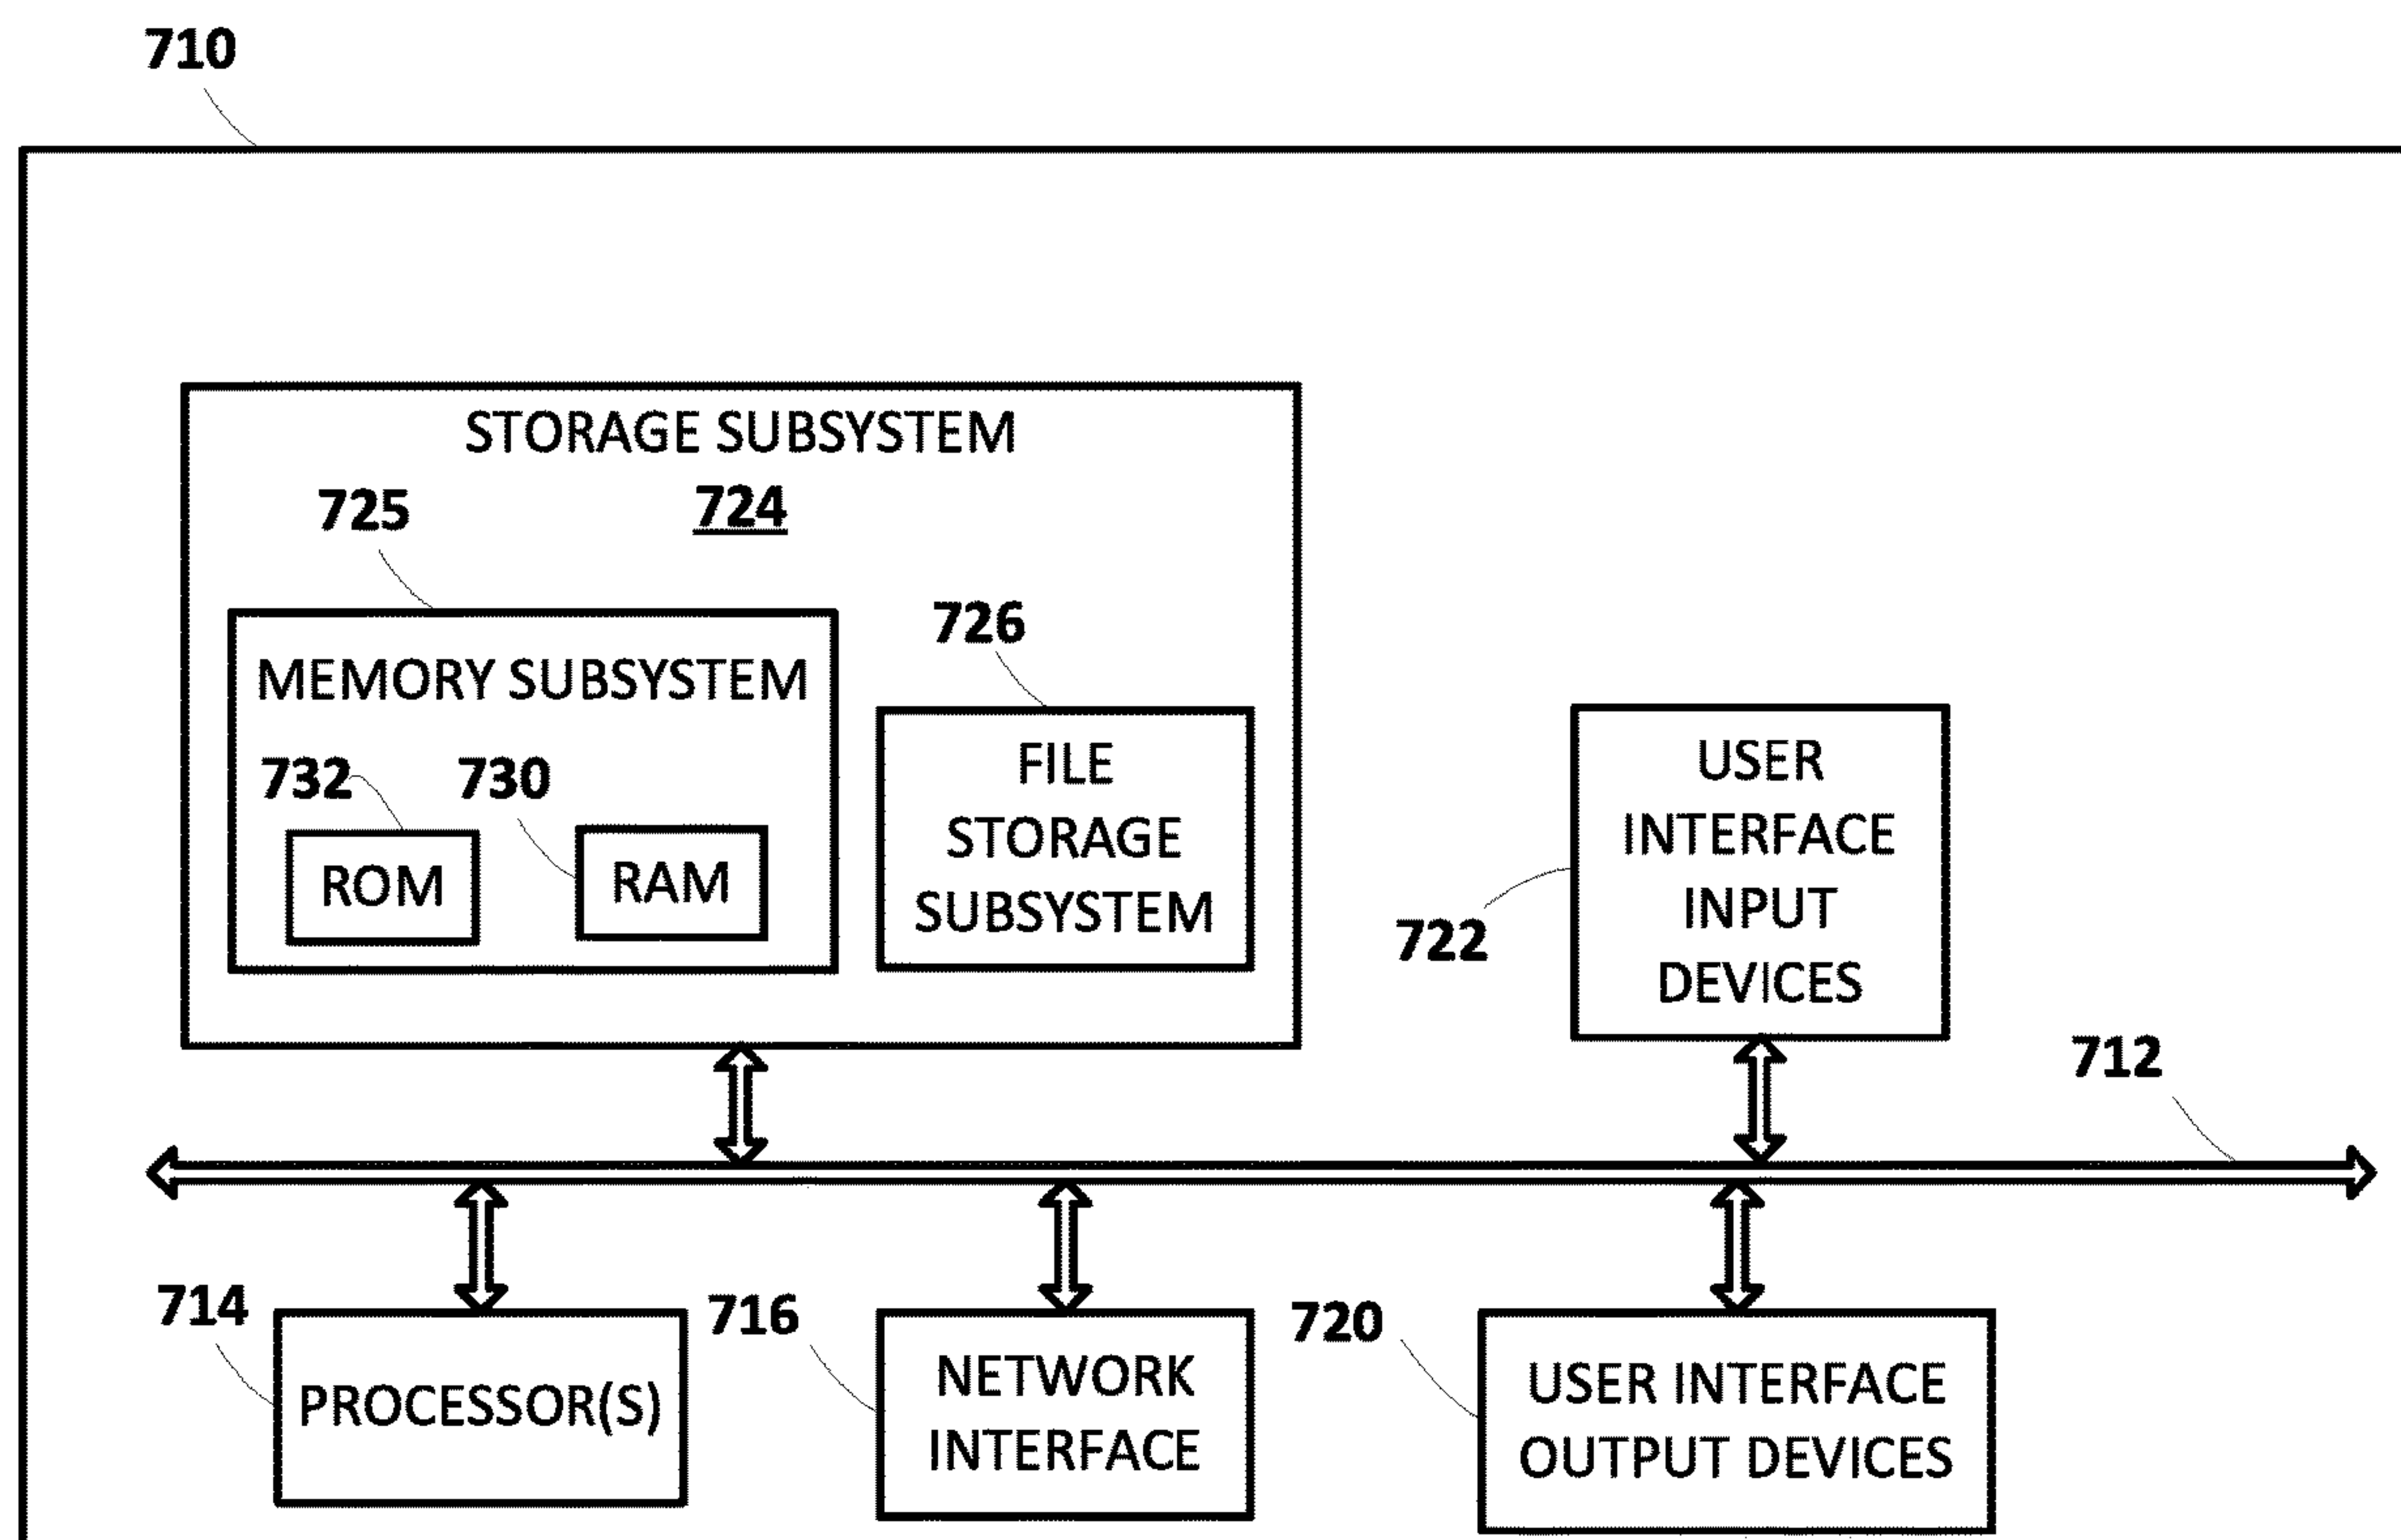 710
STORAGE SUBSYSTEM
724
725
MEMORY SUBSYSTEM
732
730
ROM
RAM
726
FILE
STORAGE
SUBSYSTEM
USER
INTERFACE
INPUT
DEVICES
722
712
714
PROCESSOR(S)
716
NETWORK
INTERFACE
720
USER INTERFACE
OUTPUT DEVICES